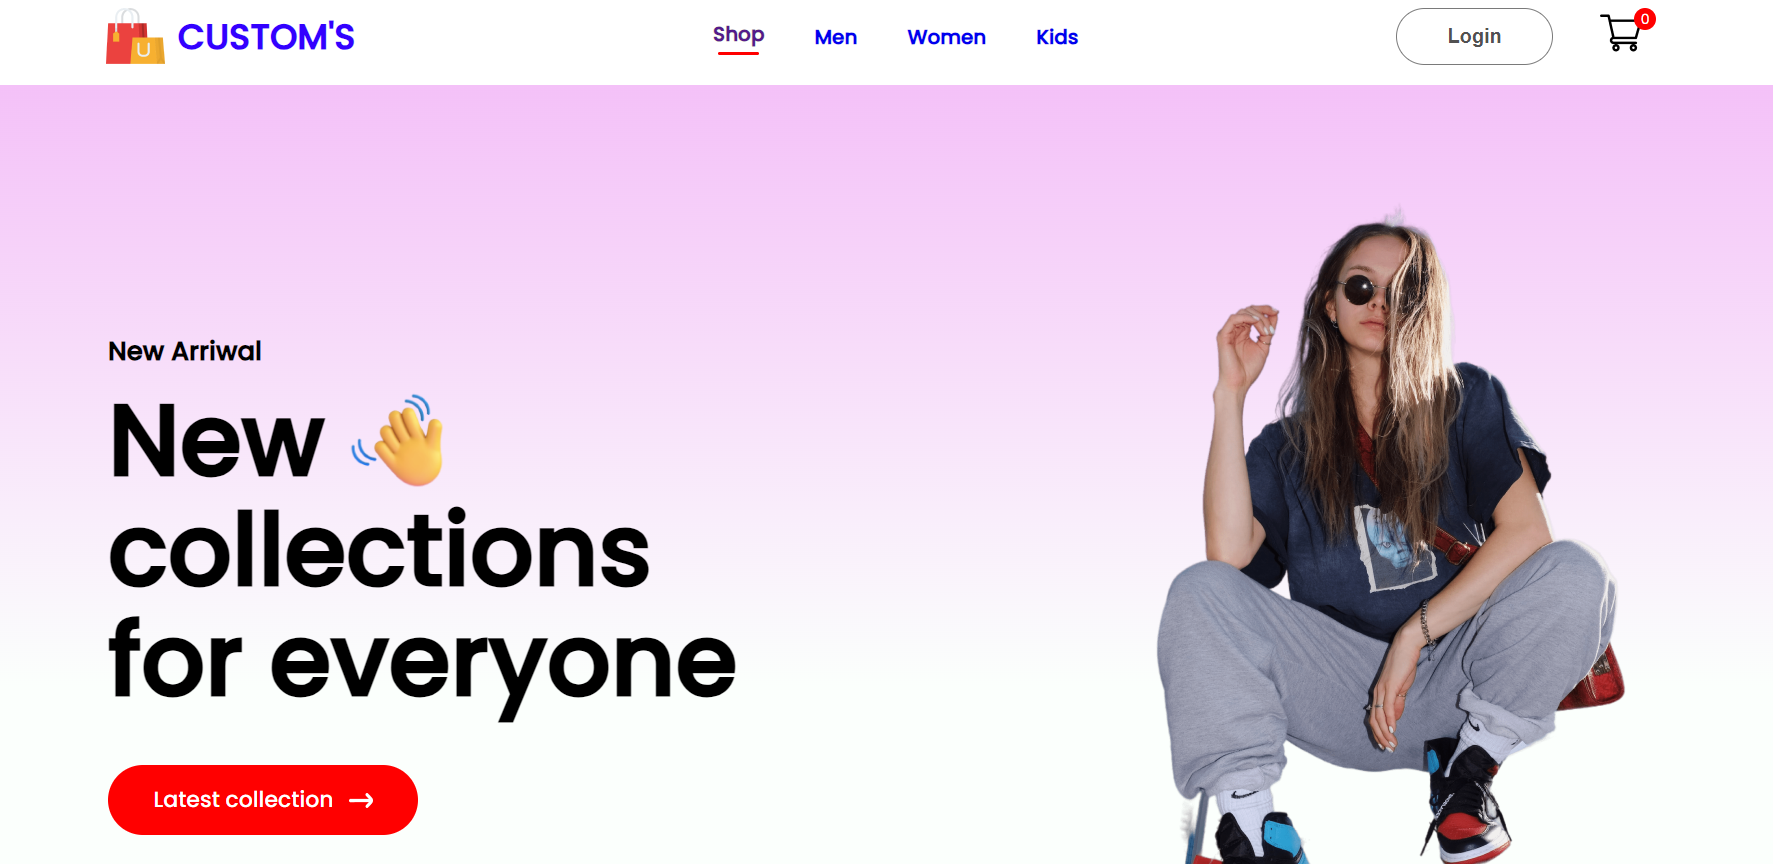 U
CUSTOM'S
Shop
Men
Women
Kids
Login
0
New Arriwal
New 👋
collections
for everyone
Latest collection →